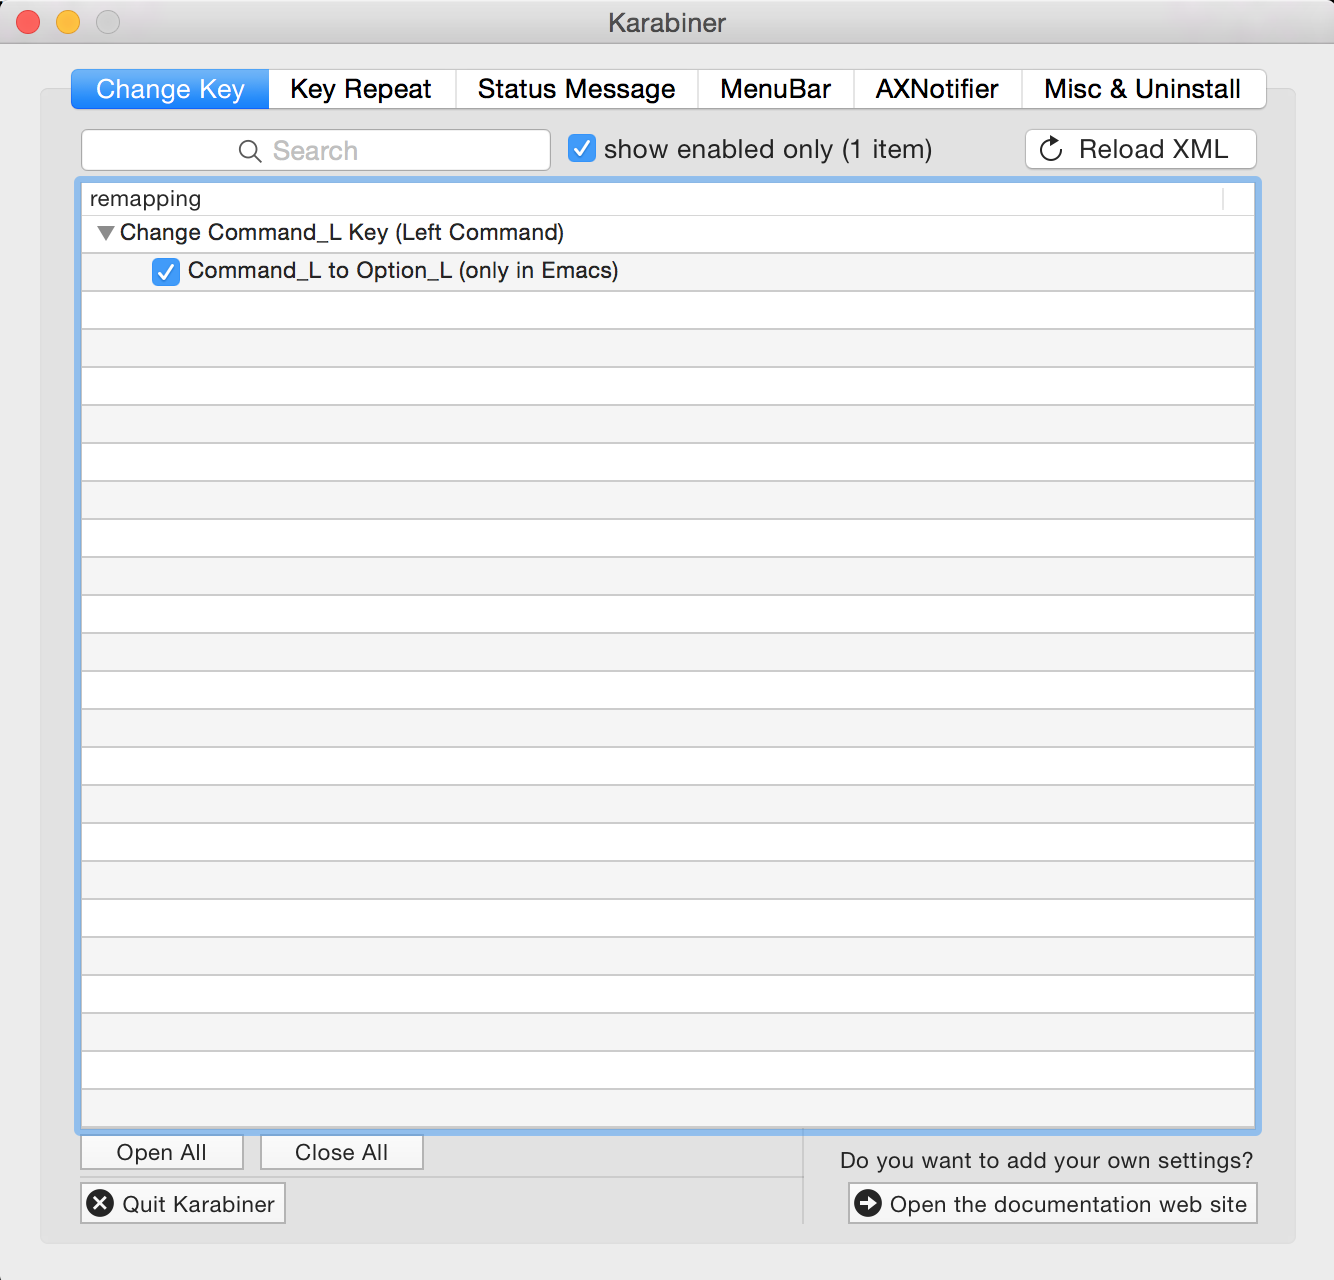 Karabiner
Change Key
Key Repeat
Status Message
MenuBar
AXNotifier
Misc & Uninstall
Search
show enabled only (1 item)
Reload XML
remapping
Change Command_L Key (Left Command)
Command_L to Option_L (only in Emacs)
Open All
Close All
Do you want to add your own settings?
Quit Karabiner
Open the documentation web site